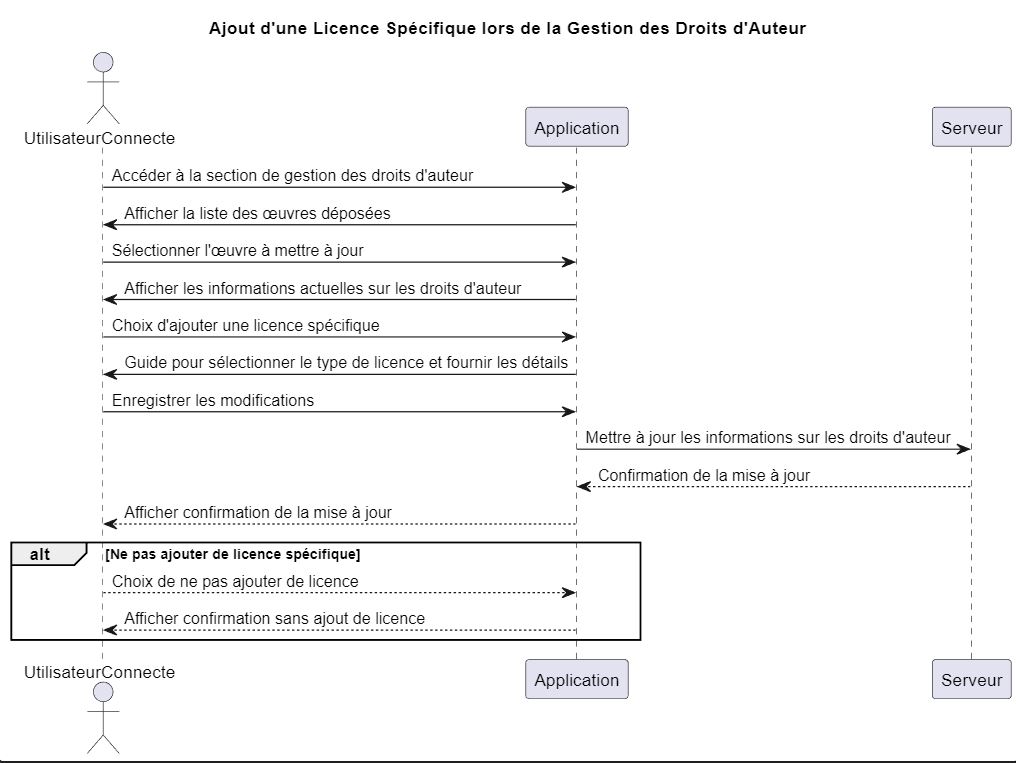 Ajout d'une Licence Spécifique lors de la Gestion des Droits d'Auteur
UtilisateurConnecte
Application
Serveur
Accéder à la section de gestion des droits d'auteur
Afficher la liste des œuvres déposées
Sélectionner l'œuvre à mettre à jour
Afficher les informations actuelles sur les droits d'auteur
Choix d'ajouter une licence spécifique
Guide pour sélectionner le type de licence et fournir les détails
Enregistrer les modifications
Mettre à jour les informations sur les droits d'auteur
Confirmation de la mise à jour
Afficher confirmation de la mise à jour
alt [Ne pas ajouter de licence spécifique]
Choix de ne pas ajouter de licence
Afficher confirmation sans ajout de licence
UtilisateurConnecte
Application
Serveur